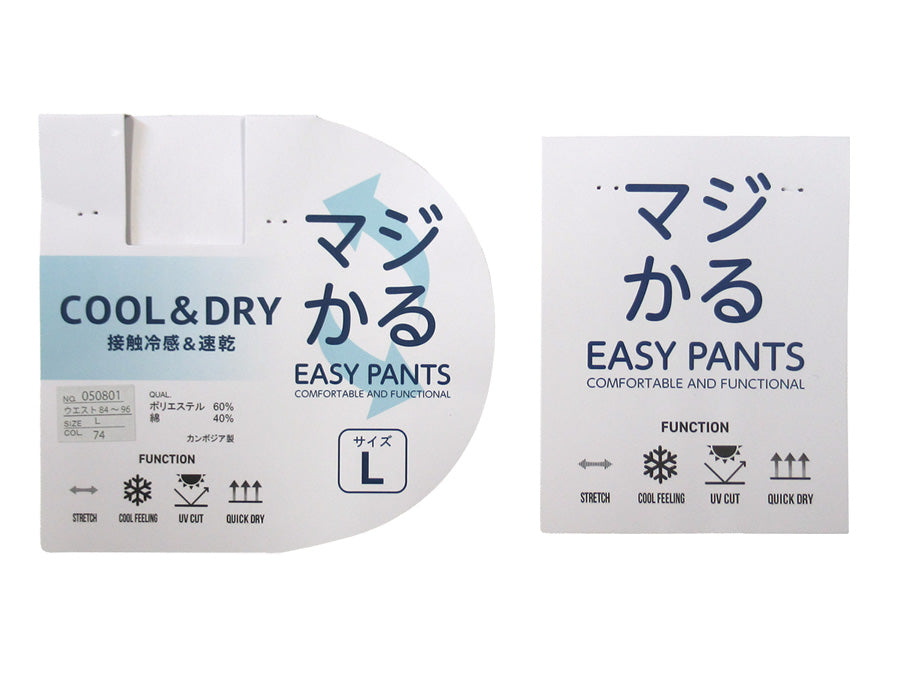 COOL & DRY
接触冷感＆速乾
NO. 050801
ウエスト 84～96
SIZE L
COL. 74
QUAL.
ポリエステル 60%
綿 40%
カンボジア製
FUNCTION
STRETCH
COOL FEELING
UV CUT
QUICK DRY
マジ
かる
EASY PANTS
COMFORTABLE AND FUNCTIONAL
サイズ
L
マジ
かる
EASY PANTS
COMFORTABLE AND FUNCTIONAL
FUNCTION
STRETCH
COOL FEELING
UV CUT
QUICK DRY